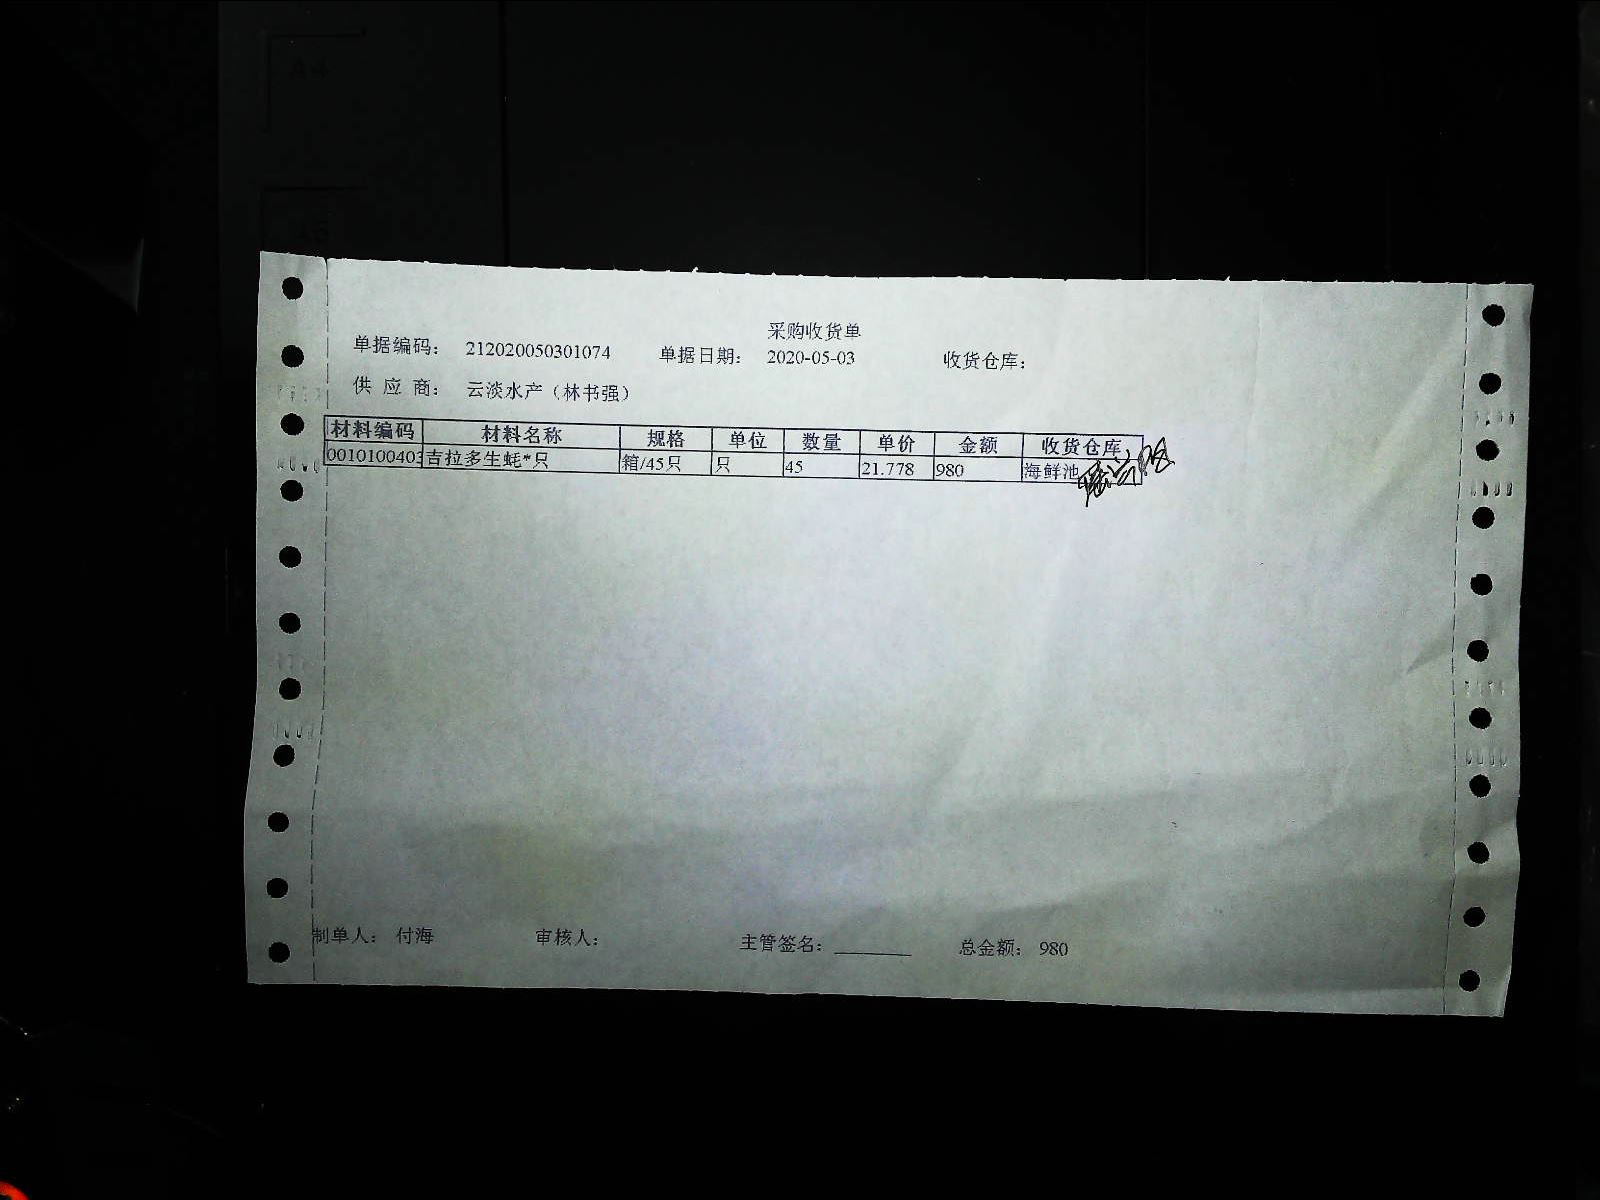 采购收货单
单据编码： 212020050301074 单据日期： 2020-05-03 收货仓库：
供 应 商： 云淡水产（林书强）
材料编码 材料名称 规格 单位 数量 单价 金额 收货仓库
0010100403 吉拉多生蚝*只 箱/45只 只 45 21.778 980 海鲜池
制单人： 付海 审核人： 主管签名： ________ 总金额： 980